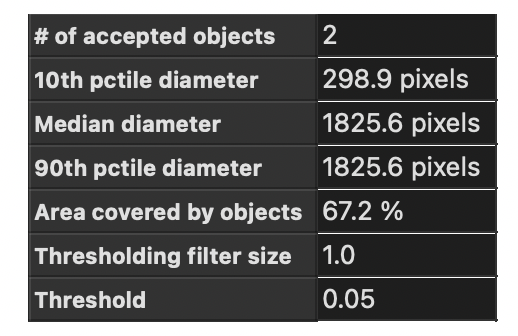 # of accepted objects 2
10th pctile diameter 298.9 pixels
Median diameter 1825.6 pixels
90th pctile diameter 1825.6 pixels
Area covered by objects 67.2 %
Thresholding filter size 1.0
Threshold 0.05